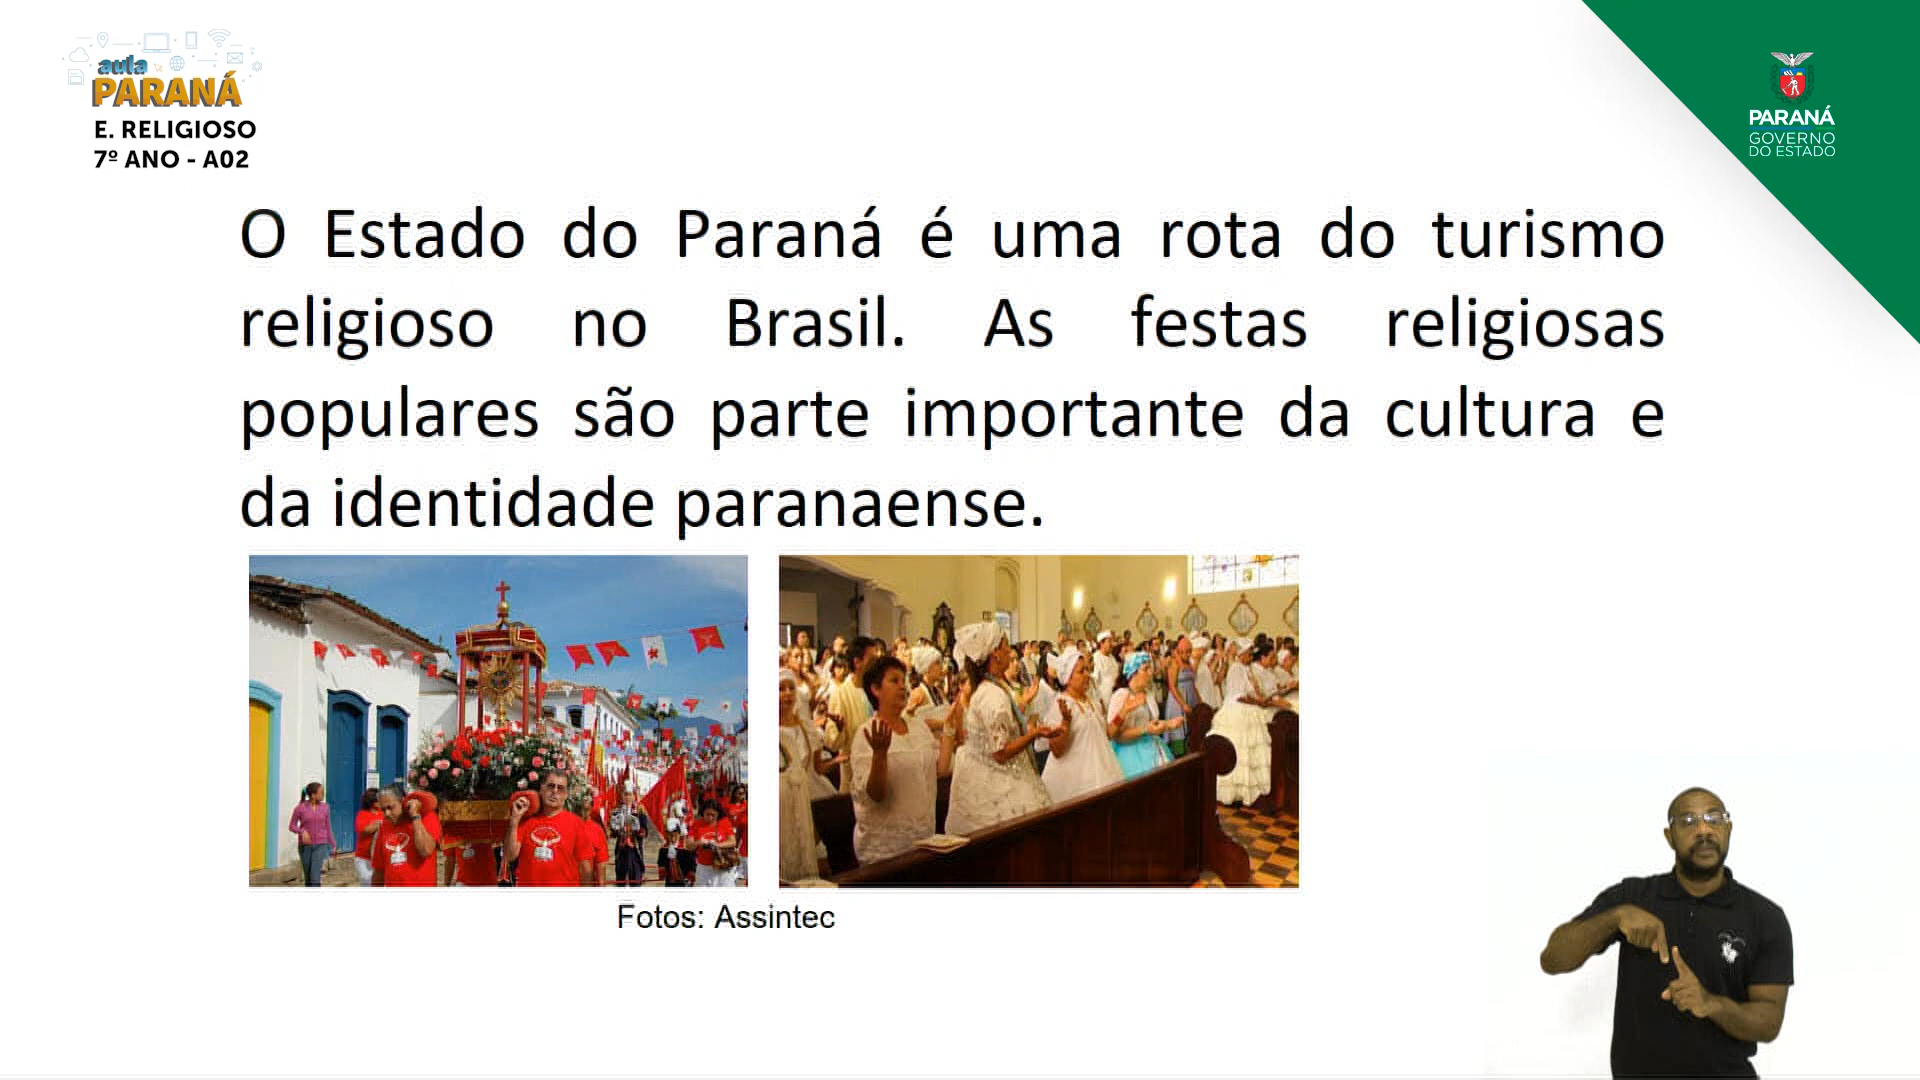 aula
PARANÁ
E. RELIGIOSO
7º ANO - A02
PARANÁ
GOVERNO
DO ESTADO
O Estado do Paraná é uma rota do turismo
religioso no Brasil. As festas religiosas
populares são parte importante da cultura e
da identidade paranaense.
Fotos: Assintec